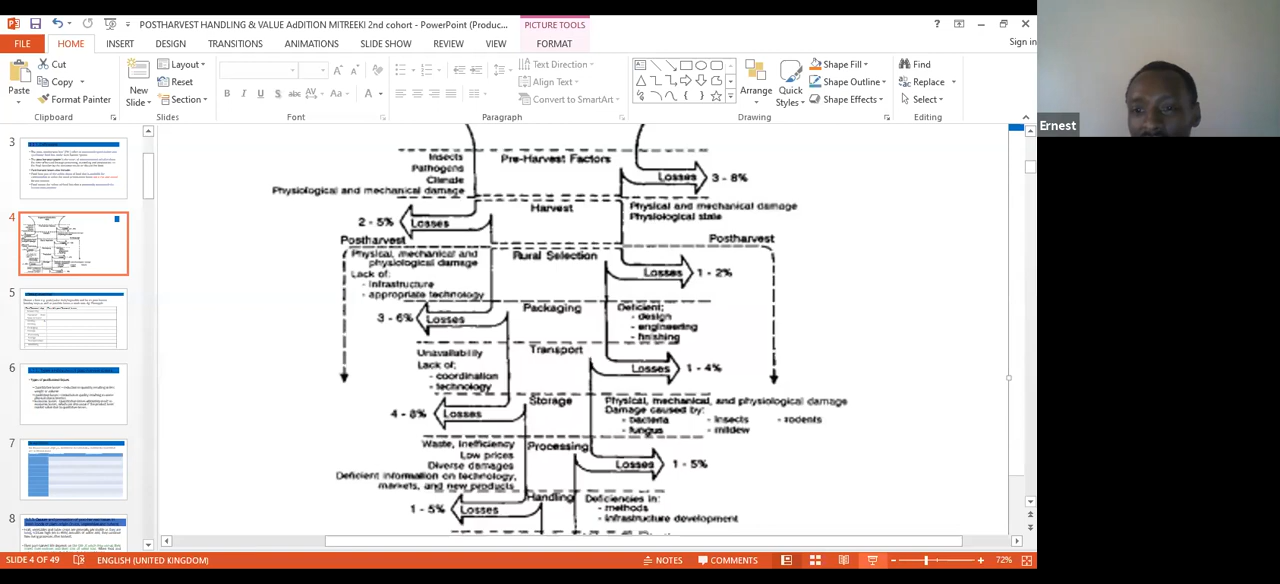 POSTHARVEST HANDLING & VALUE AdDITION MITREEKI 2nd cohort - PowerPoint (Produc...
PICTURE TOOLS
FILE HOME INSERT DESIGN TRANSITIONS ANIMATIONS SLIDE SHOW REVIEW VIEW FORMAT Sign in
Paste
Cut
Copy
Format Painter
Clipboard
New Slide
Layout
Reset
Section
Slides
Font
Text Direction
Align Text
Convert to SmartArt
Paragraph
Arrange
Quick Styles
Shape Fill
Shape Outline
Shape Effects
Drawing
Find
Replace
Select
Editing
Ernest
3
4
5
6
7
8
Insects
Pathogens
Climate
Physiological and mechanical damage
Pre-Harvest Factors
Losses 3 - 8%
Harvest
Physical and mechanical damage
Physiological state
2 - 5% Losses
Postharvest
Postharvest
Physical, mechanical and
physiological damage
Lack of:
- infrastructure
- appropriate technology
Rural Selection
Losses 1 - 2%
Packaging
Deficient;
- design
- engineering
- finishing
3 - 6% Losses
Transport
Unavailability
Lack of;
- coordination
- technology
Losses 1 - 4%
Storage
Physical, mechanical, and physiological damage
Damage caused by:
- bacteria - insects - rodents
- fungus - mildew
4 - 8% Losses
Processing
Waste, Inefficiency
Low prices
Diverse damages
Deficient information on technology,
markets, and new products
Losses 1 - 5%
Handling
Deficiencies in:
- methods
- infrastructure development
1 - 5% Losses
SLIDE 4 OF 49 ENGLISH (UNITED KINGDOM) NOTES COMMENTS 72%